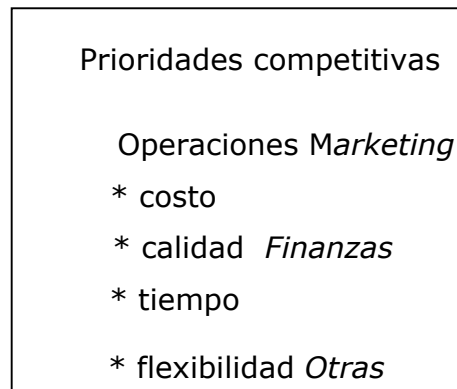 Prioridades competitivas
Operaciones Marketing
* costo
* calidad Finanzas
* tiempo
* flexibilidad Otras